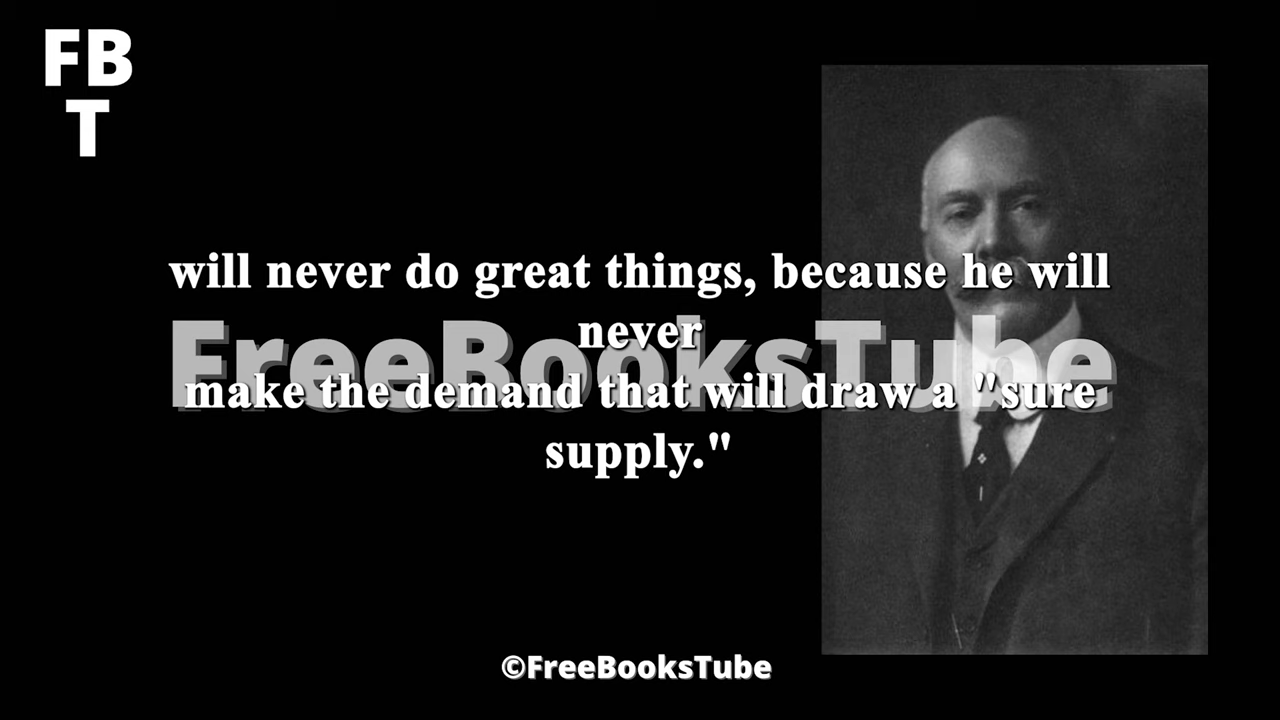 FB
T
will never do great things, because he will
never
FreeBooksTube
make the demand that will draw a "sure
supply."
©FreeBooksTube